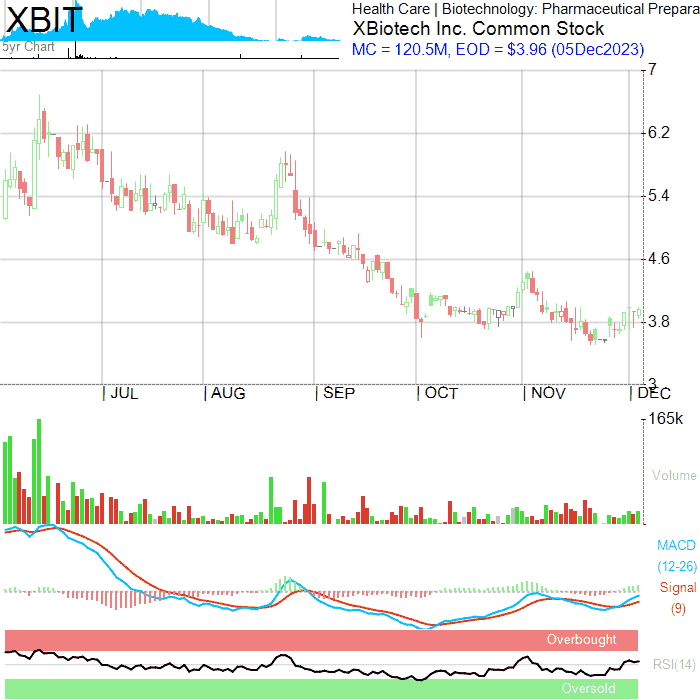 XBIT
5yr Chart
Health Care | Biotechnology: Pharmaceutical Prepara
XBiotech Inc. Common Stock
MC = 120.5M, EOD = $3.96 (05Dec2023)
7
6.2
5.4
4.6
3.8
3
| JUL | AUG | SEP | OCT | NOV | DEC
165k
Volume
MACD
(12-26)
Signal
(9)
Overbought
RSI(14)
Oversold